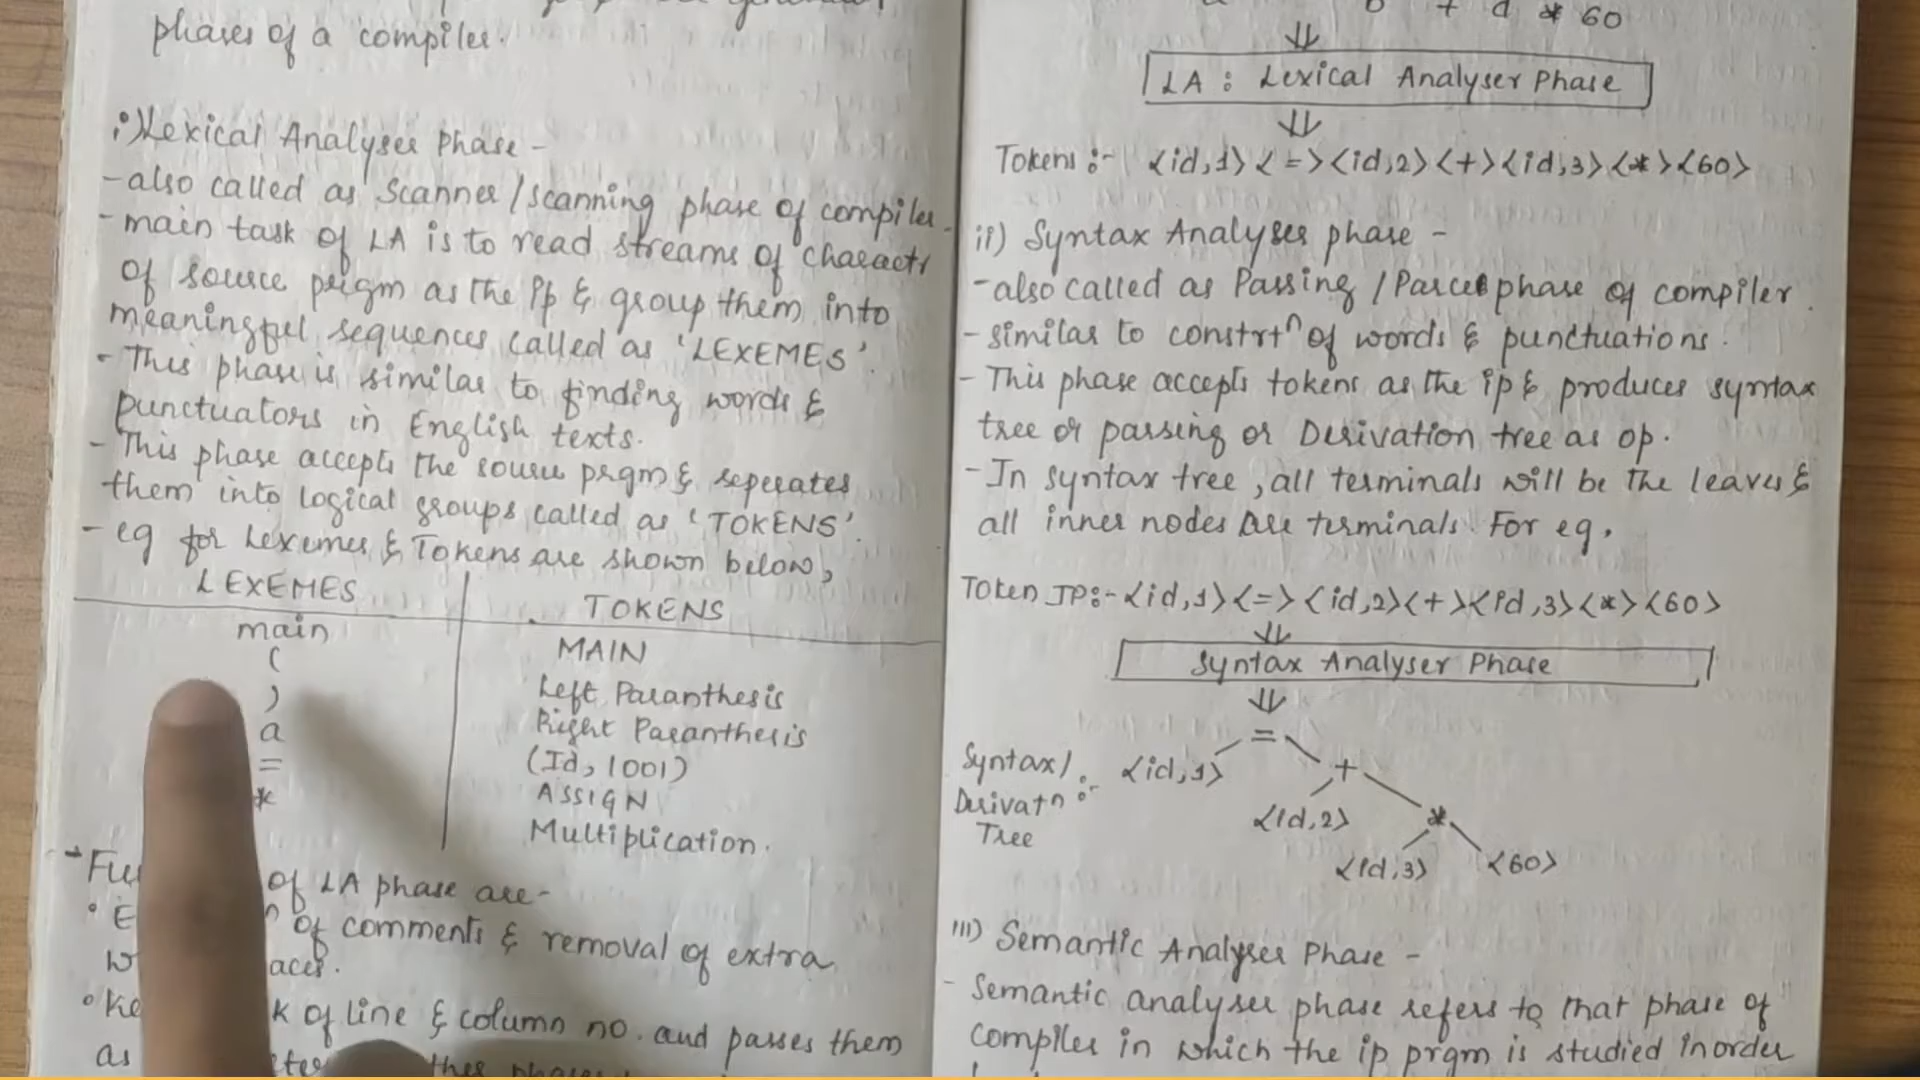 phases of a compiler.
i) Lexical Analyser Phase -
- also called as Scanner / scanning phase of compiler.
- main task of LA is to read streams of charactr
of source prgm as the ip & group them into
meaningful sequences called as 'LEXEMES'.
- This phase is similar to finding words &
punctuators in English texts.
- This phase accepts the source prgm & seperates
them into logical groups called as 'TOKENS'.
- eg for Lexemes & Tokens are shown below,
LEXEMES TOKENS
main MAIN
( Left Paranthesis
) Right Paranthesis
a (Id, 1001)
= ASSIGN
* Multiplication.
of LA phase are -
of comments & removal of extra
of line & column no. and passes them
as
b + d * 60
LA : Lexical Analyser Phase
Tokens :- <id,1> <=> <id,2> <+> <id,3> <*> <60>
ii) Syntax Analyses phase -
- also called as Passing / Parces phase of compiler.
- similar to constrtn of words & punctuations.
- This phase accepts tokens as the ip & produces syntax
tree or passing or Derivation tree as op.
- In syntax tree, all terminals will be the leaves &
all inner nodes are terminals. For eg.
Token IP:- <id,1> <=> <id,2> <+> <id,3> <*> <60>
Syntax Analyser Phase
=
Syntax/ <id,1> +
Derivatn :- <id,2> *
Tree
<id,3> <60>
iii) Semantic Analyser Phase -
- Semantic analyser phase refers to that phase of
compiler in which the ip prgm is studied inorder